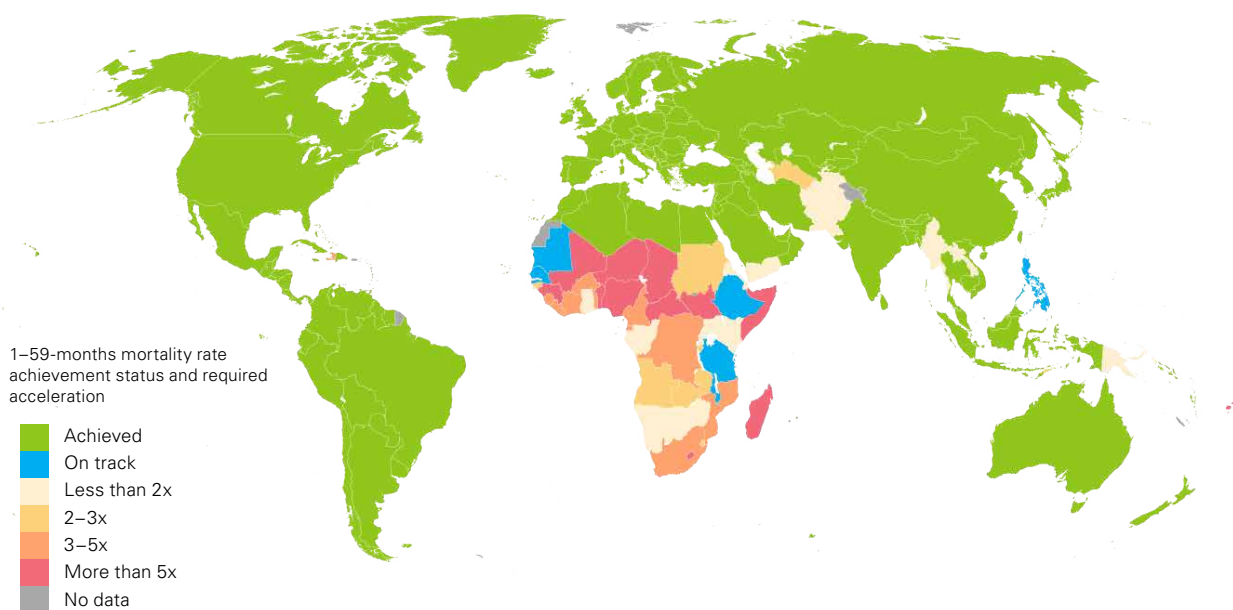 1–59-months mortality rate
achievement status and required
acceleration
Achieved
On track
Less than 2x
2–3x
3–5x
More than 5x
No data